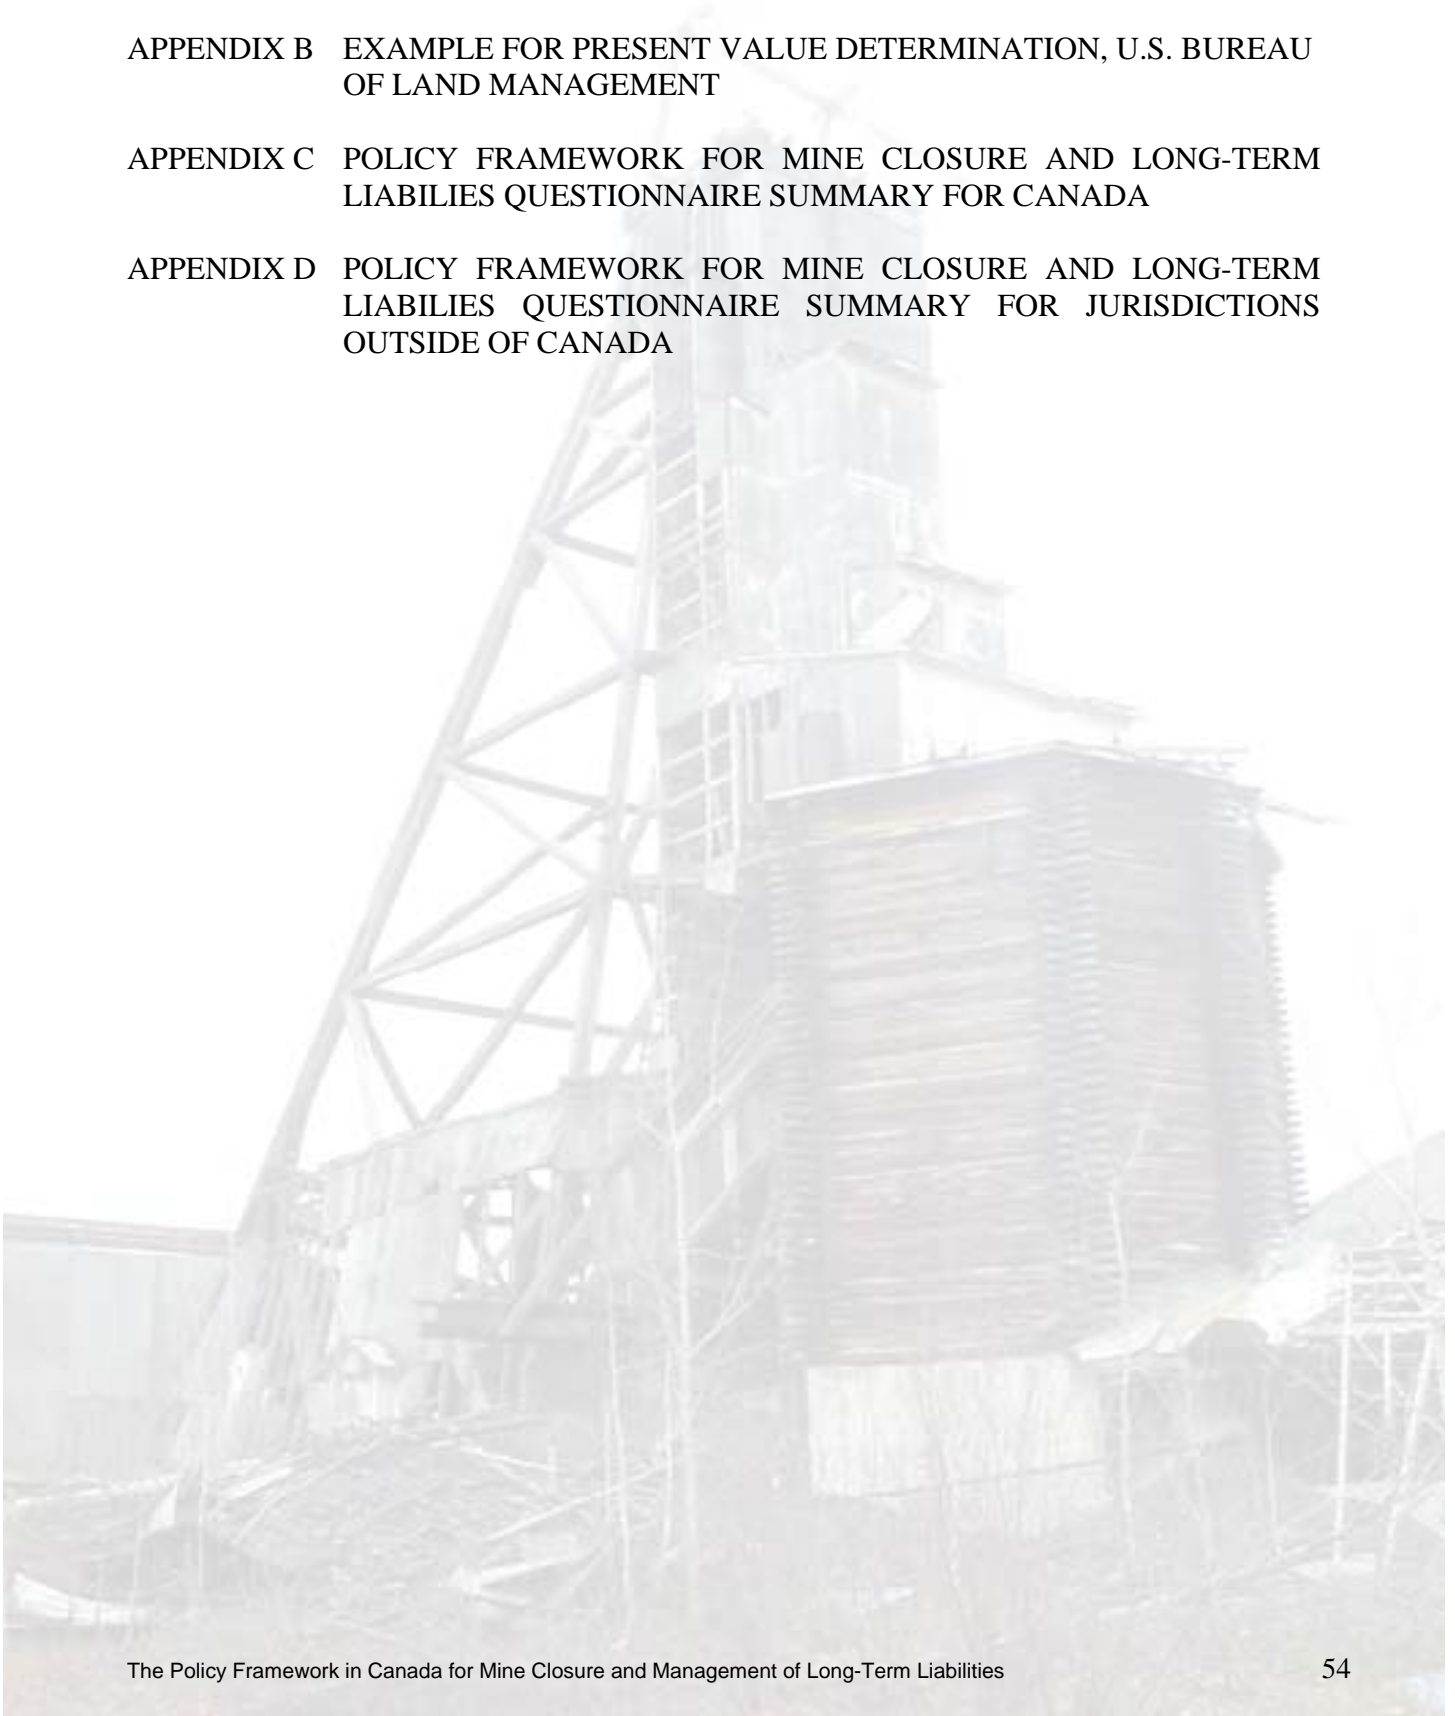 APPENDIX B EXAMPLE FOR PRESENT VALUE DETERMINATION, U.S. BUREAU
OF LAND MANAGEMENT
APPENDIX C POLICY FRAMEWORK FOR MINE CLOSURE AND LONG-TERM
LIABILIES QUESTIONNAIRE SUMMARY FOR CANADA
APPENDIX D POLICY FRAMEWORK FOR MINE CLOSURE AND LONG-TERM
LIABILIES QUESTIONNAIRE SUMMARY FOR JURISDICTIONS
OUTSIDE OF CANADA
The Policy Framework in Canada for Mine Closure and Management of Long-Term Liabilities 54